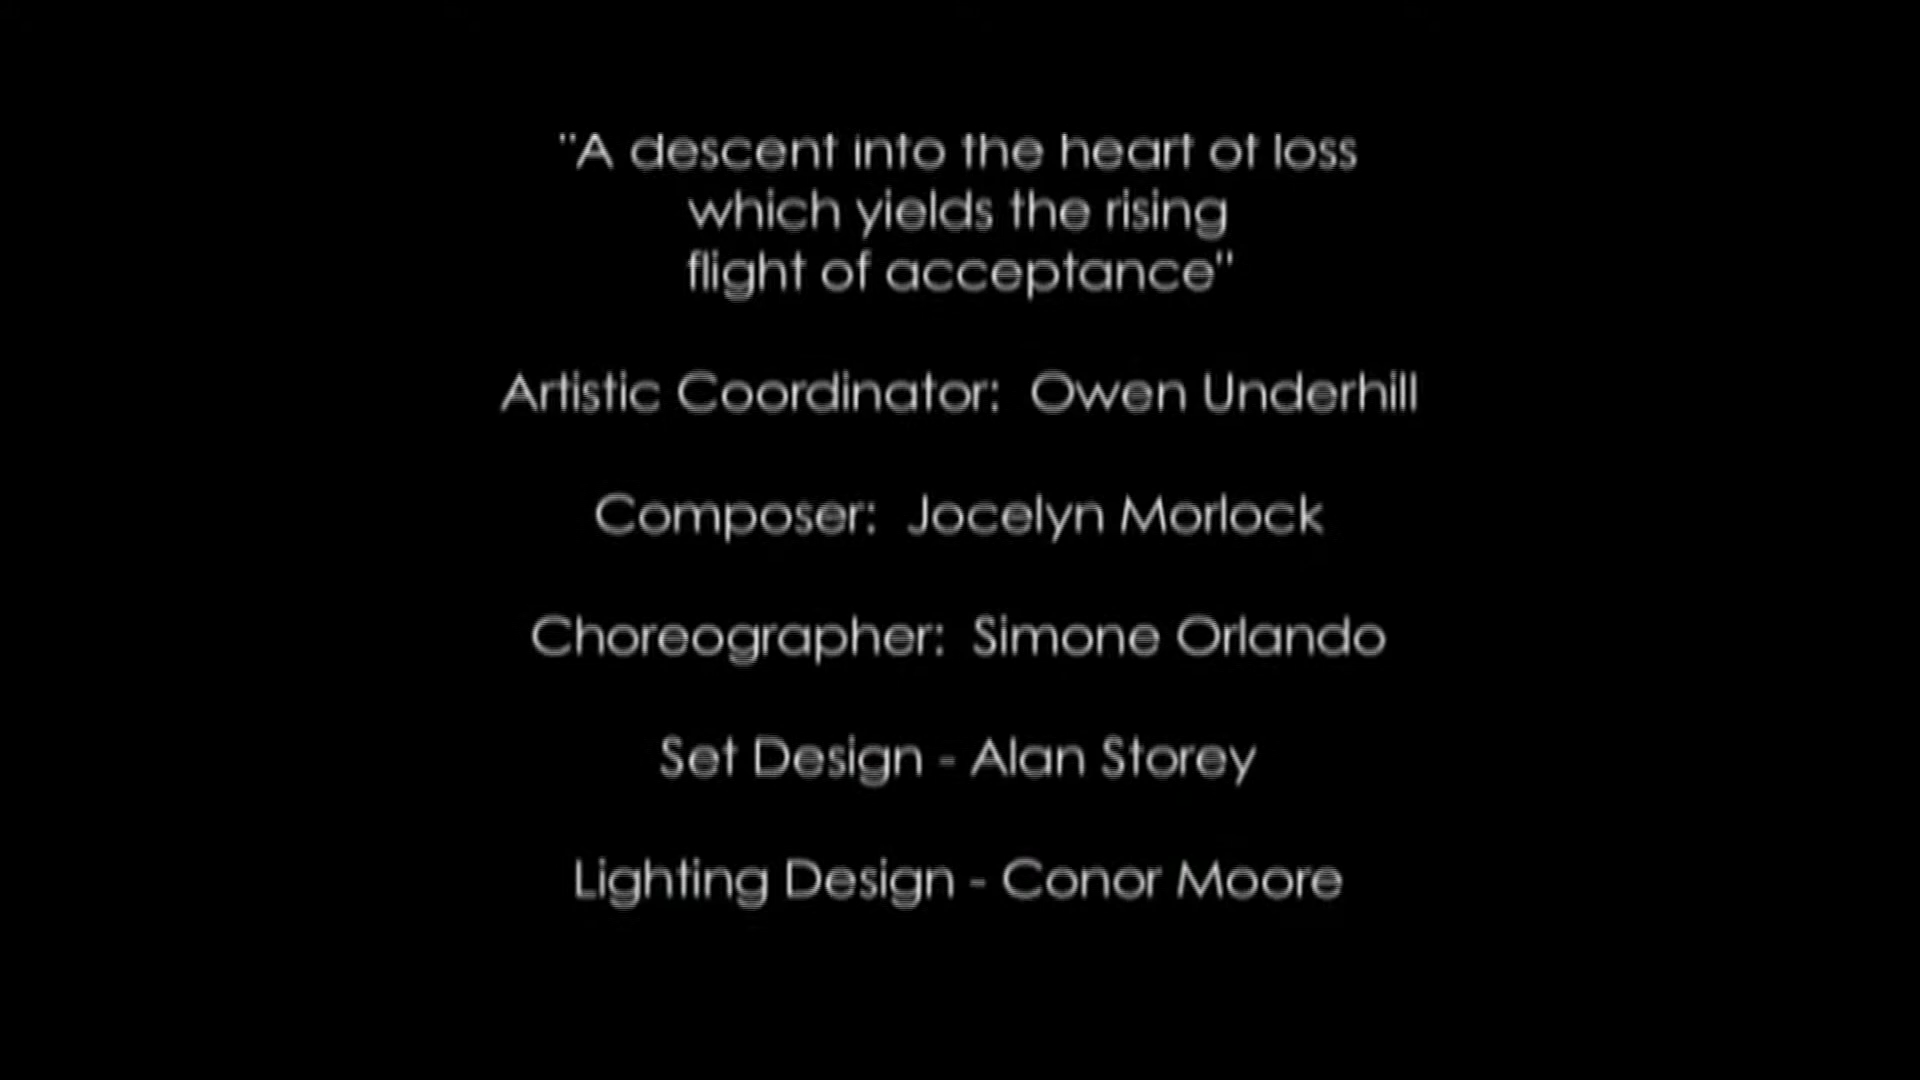 "A descent into the heart of loss
which yields the rising
flight of acceptance"
Artistic Coordinator:  Owen Underhill
Composer:  Jocelyn Morlock
Choreographer:  Simone Orlando
Set Design - Alan Storey
Lighting Design - Conor Moore